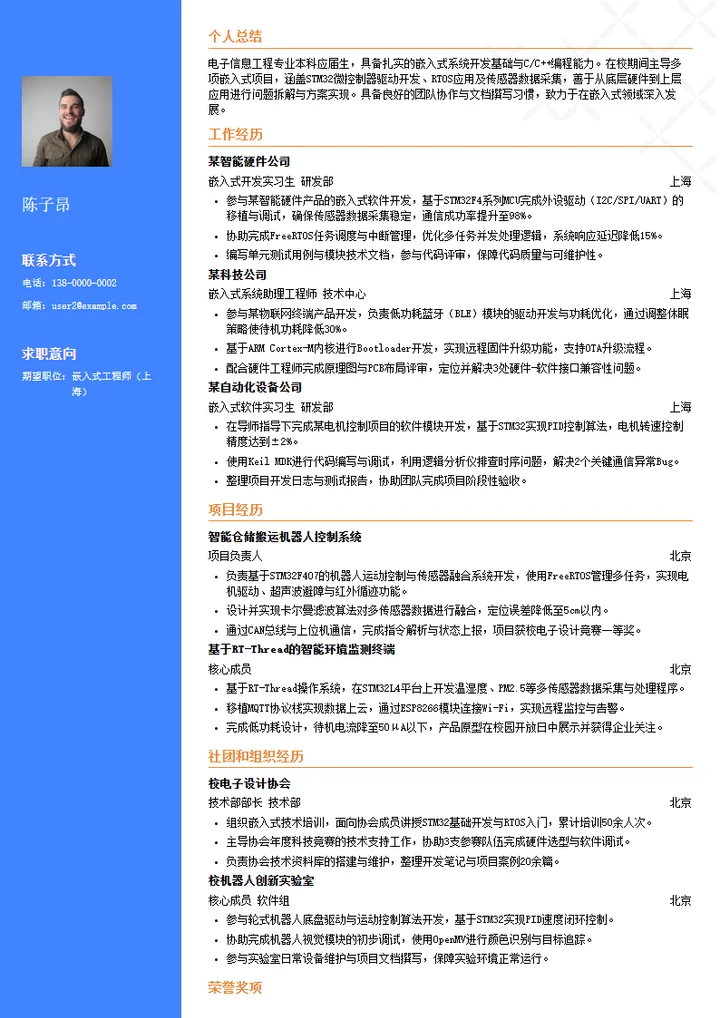 陈子昂
联系方式
电话：138-0000-0002
邮箱：user2@example.com
求职意向
期望职位：嵌入式工程师（上
海）
个人总结
电子信息工程专业本科应届生，具备扎实的嵌入式系统开发基础与C/C++编程能力。在校期间主导多
项嵌入式项目，涵盖STM32微控制器驱动开发、RTOS应用及传感器数据采集，善于从底层硬件到上层
应用进行问题拆解与方案实现。具备良好的团队协作与文档撰写习惯，致力于在嵌入式领域深入发
展。
工作经历
某智能硬件公司
嵌入式开发实习生 研发部 上海
• 参与某智能硬件产品的嵌入式软件开发，基于STM32F4系列MCU完成外设驱动（I2C/SPI/UART）的
移植与调试，确保传感器数据采集稳定，通信成功率提升至98%。
• 协助完成FreeRTOS任务调度与中断管理，优化多任务并发处理逻辑，系统响应延迟降低15%。
• 编写单元测试用例与模块技术文档，参与代码评审，保障代码质量与可维护性。
某科技公司
嵌入式系统助理工程师 技术中心 上海
• 参与某物联网终端产品开发，负责低功耗蓝牙（BLE）模块的驱动开发与功耗优化，通过调整休眠
策略使待机功耗降低30%。
• 基于ARM Cortex-M内核进行Bootloader开发，实现远程固件升级功能，支持OTA升级流程。
• 配合硬件工程师完成原理图与PCB布局评审，定位并解决3处硬件-软件接口兼容性问题。
某自动化设备公司
嵌入式软件实习生 研发部 上海
• 在导师指导下完成某电机控制项目的软件模块开发，基于STM32实现PID控制算法，电机转速控制
精度达到±2%。
• 使用Keil MDK进行代码编写与调试，利用逻辑分析仪排查时序问题，解决2个关键通信异常Bug。
• 整理项目开发日志与测试报告，协助团队完成项目阶段性验收。
项目经历
智能仓储搬运机器人控制系统
项目负责人 北京
• 负责基于STM32F407的机器人运动控制与传感器融合系统开发，使用FreeRTOS管理多任务，实现电
机驱动、超声波避障与红外循迹功能。
• 设计并实现卡尔曼滤波算法对多传感器数据进行融合，定位误差降低至5cm以内。
• 通过CAN总线与上位机通信，完成指令解析与状态上报，项目获校电子设计竞赛一等奖。
基于RT-Thread的智能环境监测终端
核心成员 北京
• 基于RT-Thread操作系统，在STM32L4平台上开发温湿度、PM2.5等多传感器数据采集与处理程序。
• 移植MQTT协议栈实现数据上云，通过ESP8266模块连接Wi-Fi，实现远程监控与告警。
• 完成低功耗设计，待机电流降至50μA以下，产品原型在校园开放日中展示并获得企业关注。
社团和组织经历
校电子设计协会
技术部部长 技术部 北京
• 组织嵌入式技术培训，面向协会成员讲授STM32基础开发与RTOS入门，累计培训50余人次。
• 主导协会年度科技竞赛的技术支持工作，协助3支参赛队伍完成硬件选型与软件调试。
• 负责协会技术资料库的搭建与维护，整理开发笔记与项目案例20余篇。
校机器人创新实验室
核心成员 软件组 北京
• 参与轮式机器人底盘驱动与运动控制算法开发，基于STM32实现PID速度闭环控制。
• 协助完成机器人视觉模块的初步调试，使用OpenMV进行颜色识别与目标追踪。
• 参与实验室日常设备维护与项目文档撰写，保障实验环境正常运行。
荣誉奖项